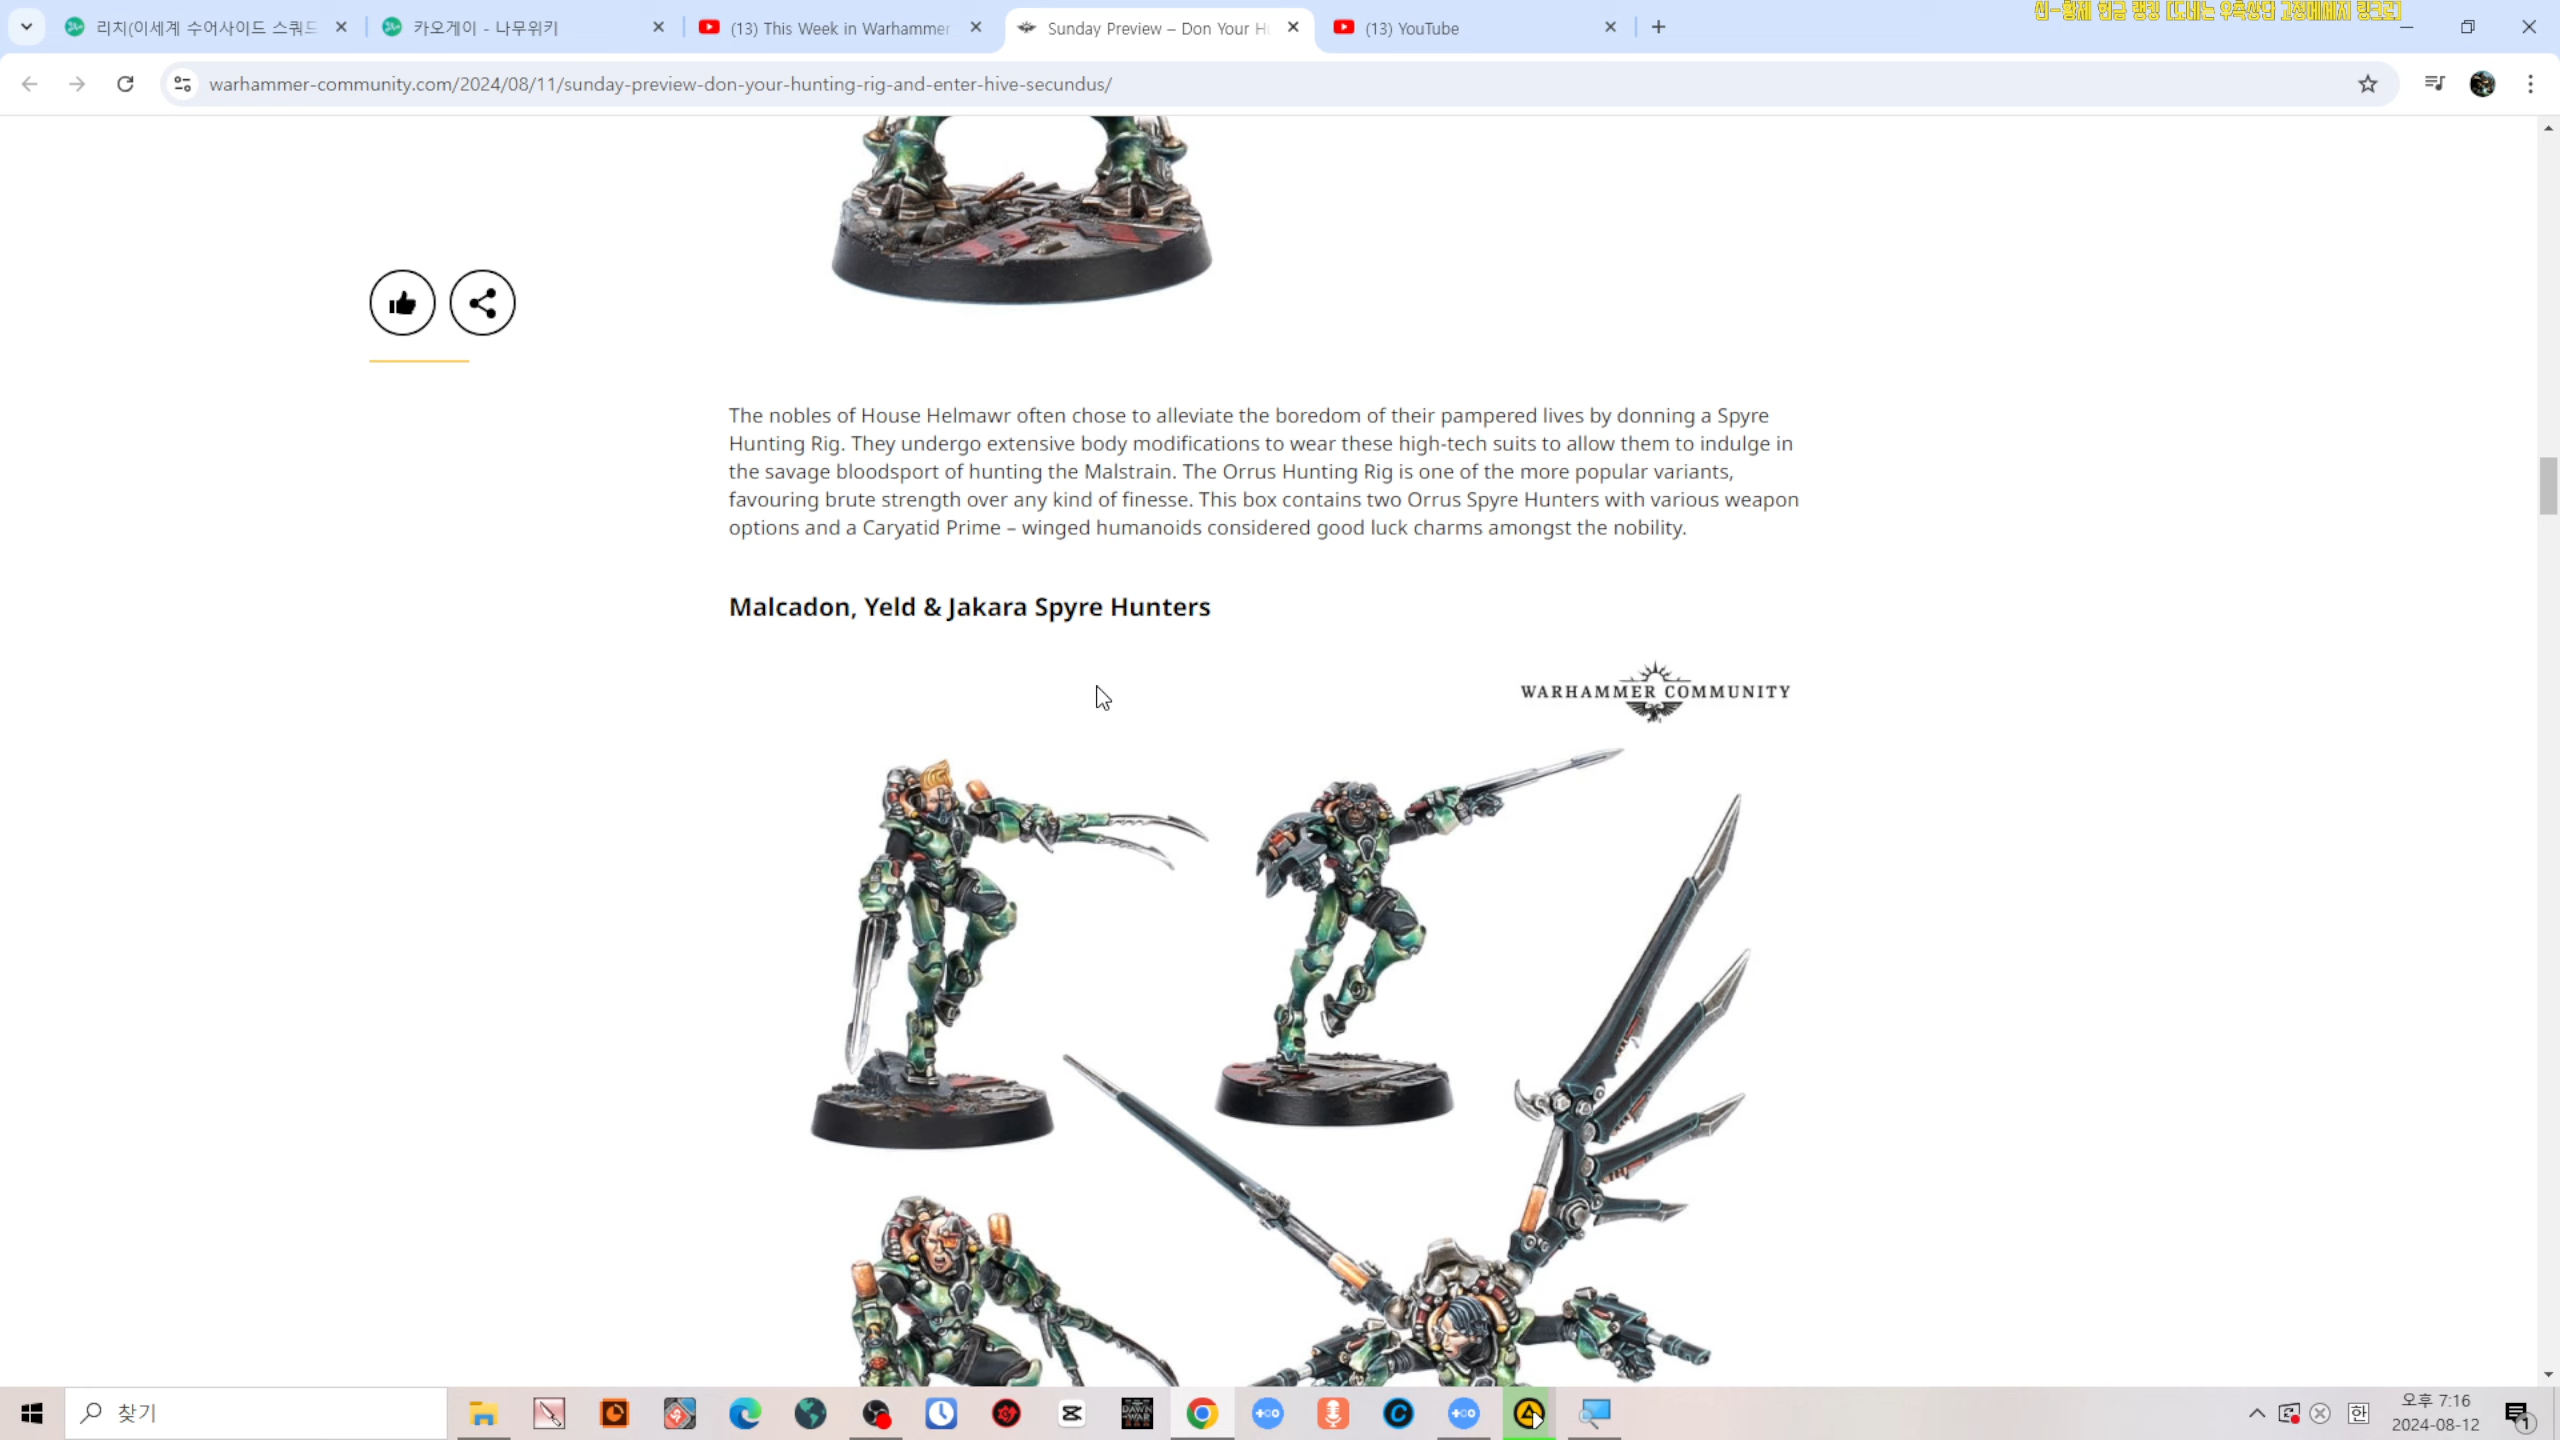 리치(이세계 수어사이드 스쿼드
카오게이 - 나무위키
(13) This Week in Warhammer
Sunday Preview – Don Your Hu
(13) YouTube
warhammer-community.com/2024/08/11/sunday-preview-don-your-hunting-rig-and-enter-hive-secundus/
The nobles of House Helmawr often chose to alleviate the boredom of their pampered lives by donning a Spyre
Hunting Rig. They undergo extensive body modifications to wear these high-tech suits to allow them to indulge in
the savage bloodsport of hunting the Malstrain. The Orrus Hunting Rig is one of the more popular variants,
favouring brute strength over any kind of finesse. This box contains two Orrus Spyre Hunters with various weapon
options and a Caryatid Prime – winged humanoids considered good luck charms amongst the nobility.
Malcadon, Yeld & Jakara Spyre Hunters
WARHAMMER COMMUNITY
찾기
DAWN
WAR
한
오후 7:16
2024-08-12
1